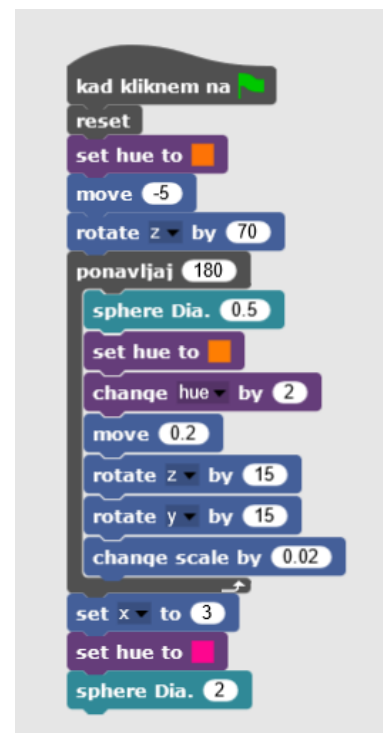 kad kliknem na
reset
set hue to
move -5
rotate z by 70
ponavljaj 180
sphere Dia. 0.5
set hue to
change hue by 2
move 0.2
rotate z by 15
rotate y by 15
change scale by 0.02
set x to 3
set hue to
sphere Dia. 2